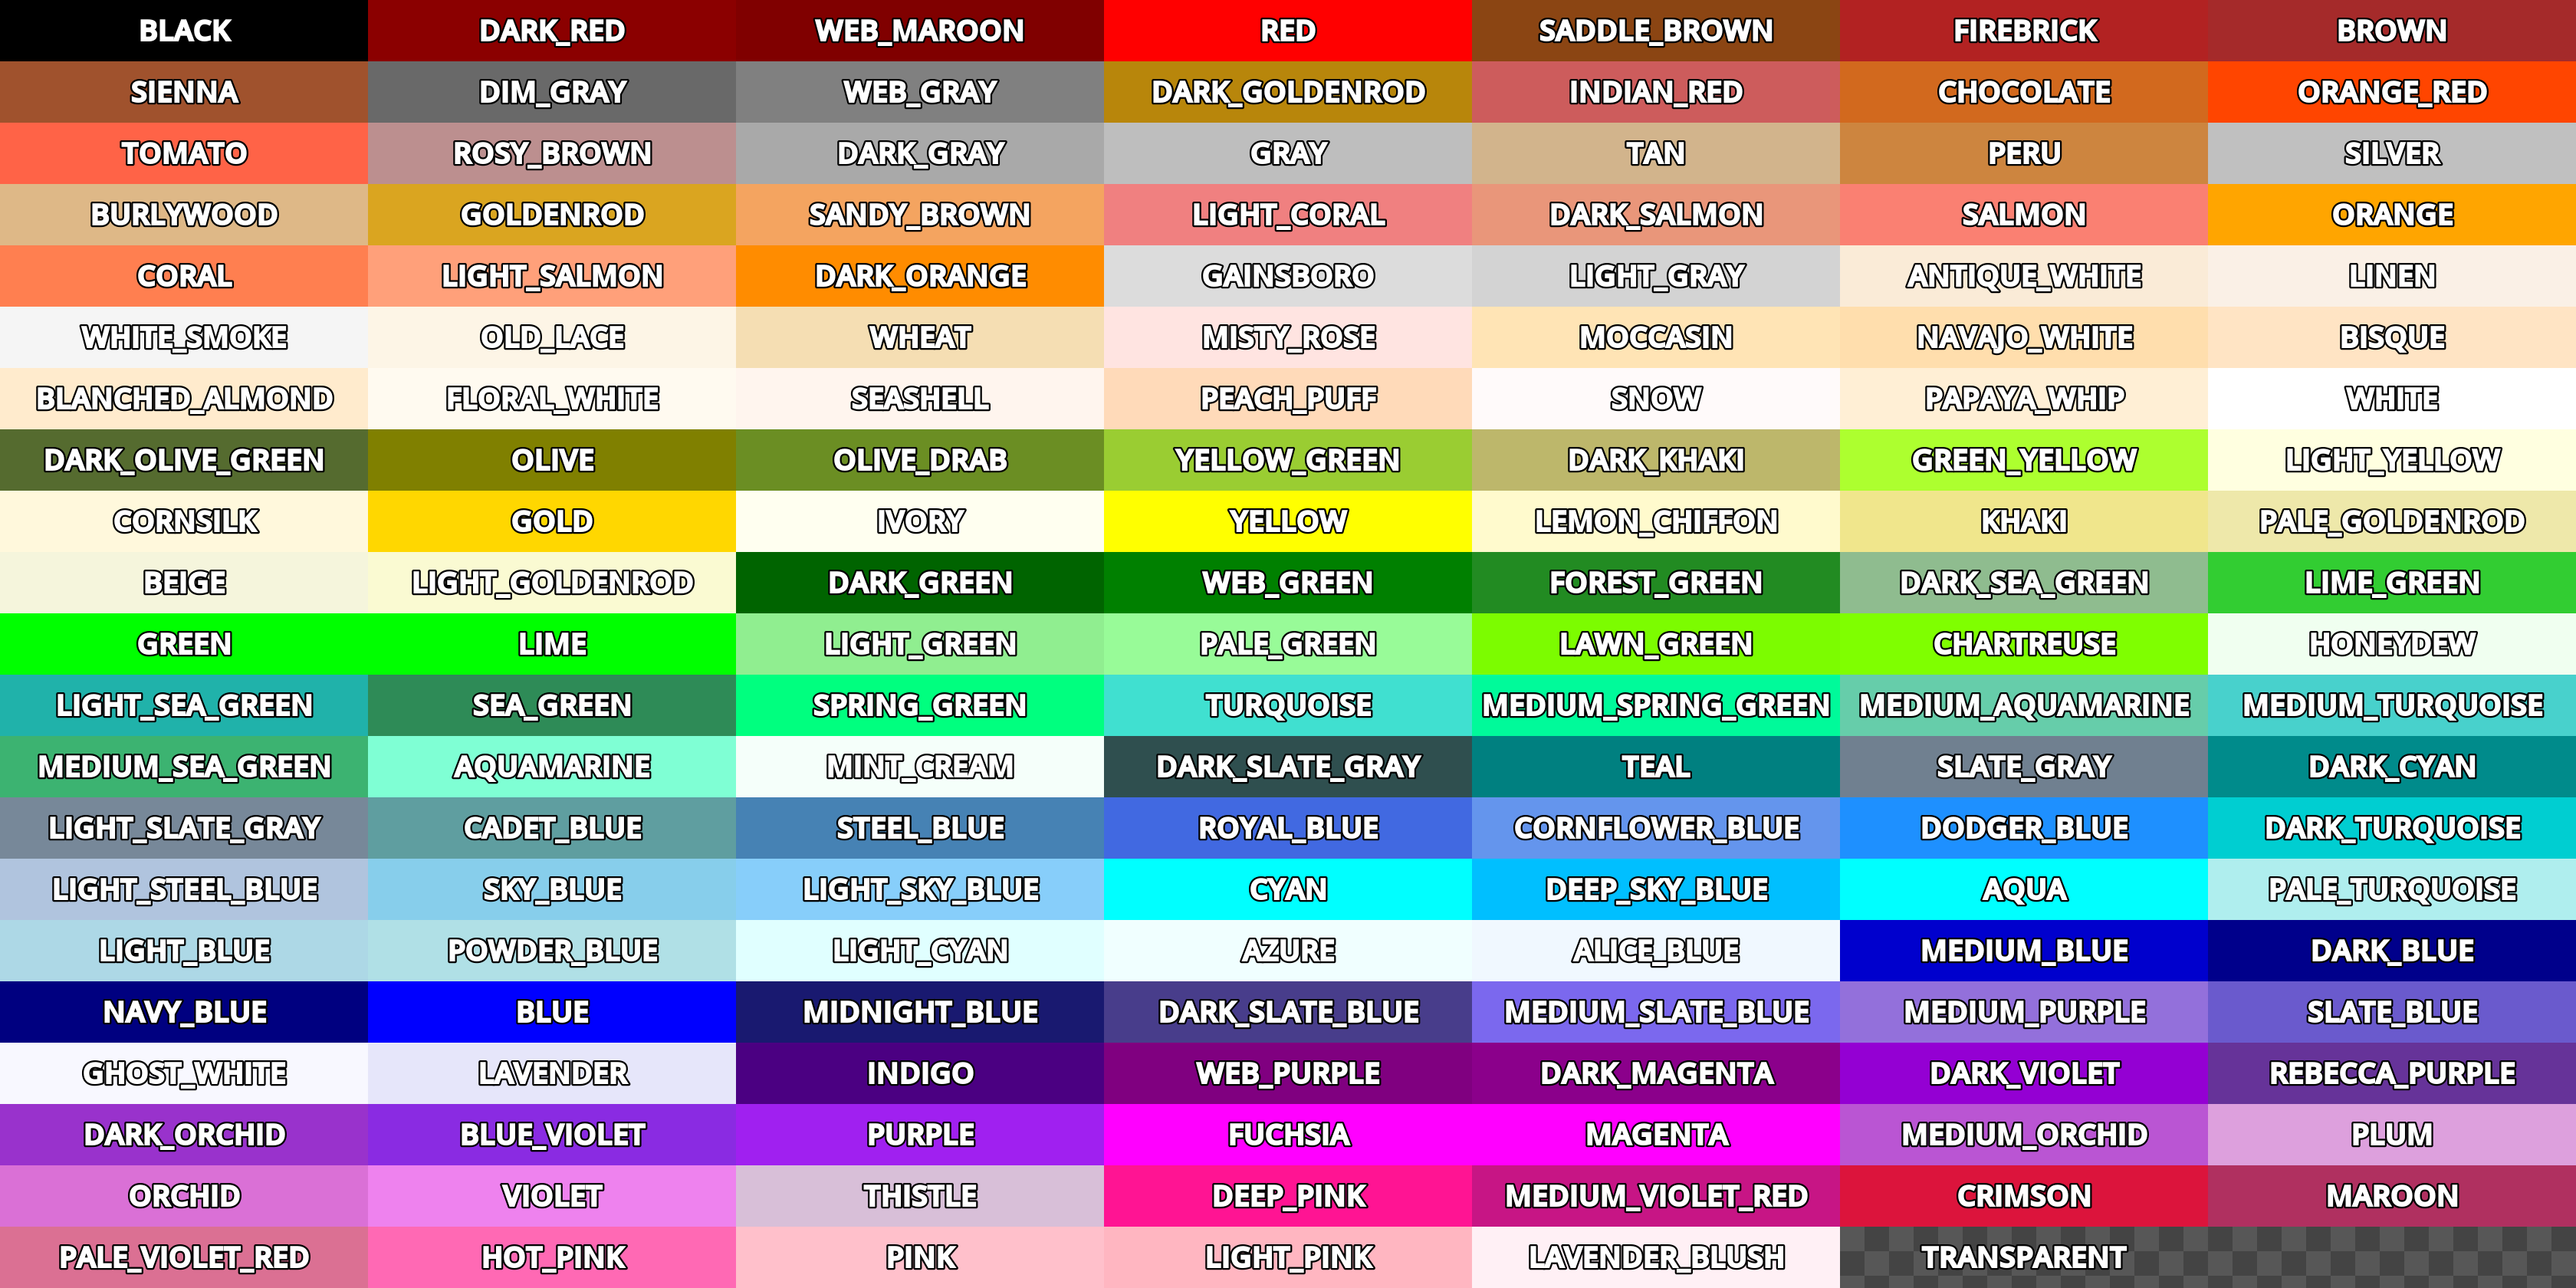 BLACK DARK_RED WEB_MAROON RED SADDLE_BROWN FIREBRICK BROWN
SIENNA DIM_GRAY WEB_GRAY DARK_GOLDENROD INDIAN_RED CHOCOLATE ORANGE_RED
TOMATO ROSY_BROWN DARK_GRAY GRAY TAN PERU SILVER
BURLYWOOD GOLDENROD SANDY_BROWN LIGHT_CORAL DARK_SALMON SALMON ORANGE
CORAL LIGHT_SALMON DARK_ORANGE GAINSBORO LIGHT_GRAY ANTIQUE_WHITE LINEN
WHITE_SMOKE OLD_LACE WHEAT MISTY_ROSE MOCCASIN NAVAJO_WHITE BISQUE
BLANCHED_ALMOND FLORAL_WHITE SEASHELL PEACH_PUFF SNOW PAPAYA_WHIP WHITE
DARK_OLIVE_GREEN OLIVE OLIVE_DRAB YELLOW_GREEN DARK_KHAKI GREEN_YELLOW LIGHT_YELLOW
CORNSILK GOLD IVORY YELLOW LEMON_CHIFFON KHAKI PALE_GOLDENROD
BEIGE LIGHT_GOLDENROD DARK_GREEN WEB_GREEN FOREST_GREEN DARK_SEA_GREEN LIME_GREEN
GREEN LIME LIGHT_GREEN PALE_GREEN LAWN_GREEN CHARTREUSE HONEYDEW
LIGHT_SEA_GREEN SEA_GREEN SPRING_GREEN TURQUOISE MEDIUM_SPRING_GREEN MEDIUM_AQUAMARINE MEDIUM_TURQUOISE
MEDIUM_SEA_GREEN AQUAMARINE MINT_CREAM DARK_SLATE_GRAY TEAL SLATE_GRAY DARK_CYAN
LIGHT_SLATE_GRAY CADET_BLUE STEEL_BLUE ROYAL_BLUE CORNFLOWER_BLUE DODGER_BLUE DARK_TURQUOISE
LIGHT_STEEL_BLUE SKY_BLUE LIGHT_SKY_BLUE CYAN DEEP_SKY_BLUE AQUA PALE_TURQUOISE
LIGHT_BLUE POWDER_BLUE LIGHT_CYAN AZURE ALICE_BLUE MEDIUM_BLUE DARK_BLUE
NAVY_BLUE BLUE MIDNIGHT_BLUE DARK_SLATE_BLUE MEDIUM_SLATE_BLUE MEDIUM_PURPLE SLATE_BLUE
GHOST_WHITE LAVENDER INDIGO WEB_PURPLE DARK_MAGENTA DARK_VIOLET REBECCA_PURPLE
DARK_ORCHID BLUE_VIOLET PURPLE FUCHSIA MAGENTA MEDIUM_ORCHID PLUM
ORCHID VIOLET THISTLE DEEP_PINK MEDIUM_VIOLET_RED CRIMSON MAROON
PALE_VIOLET_RED HOT_PINK PINK LIGHT_PINK LAVENDER_BLUSH TRANSPARENT